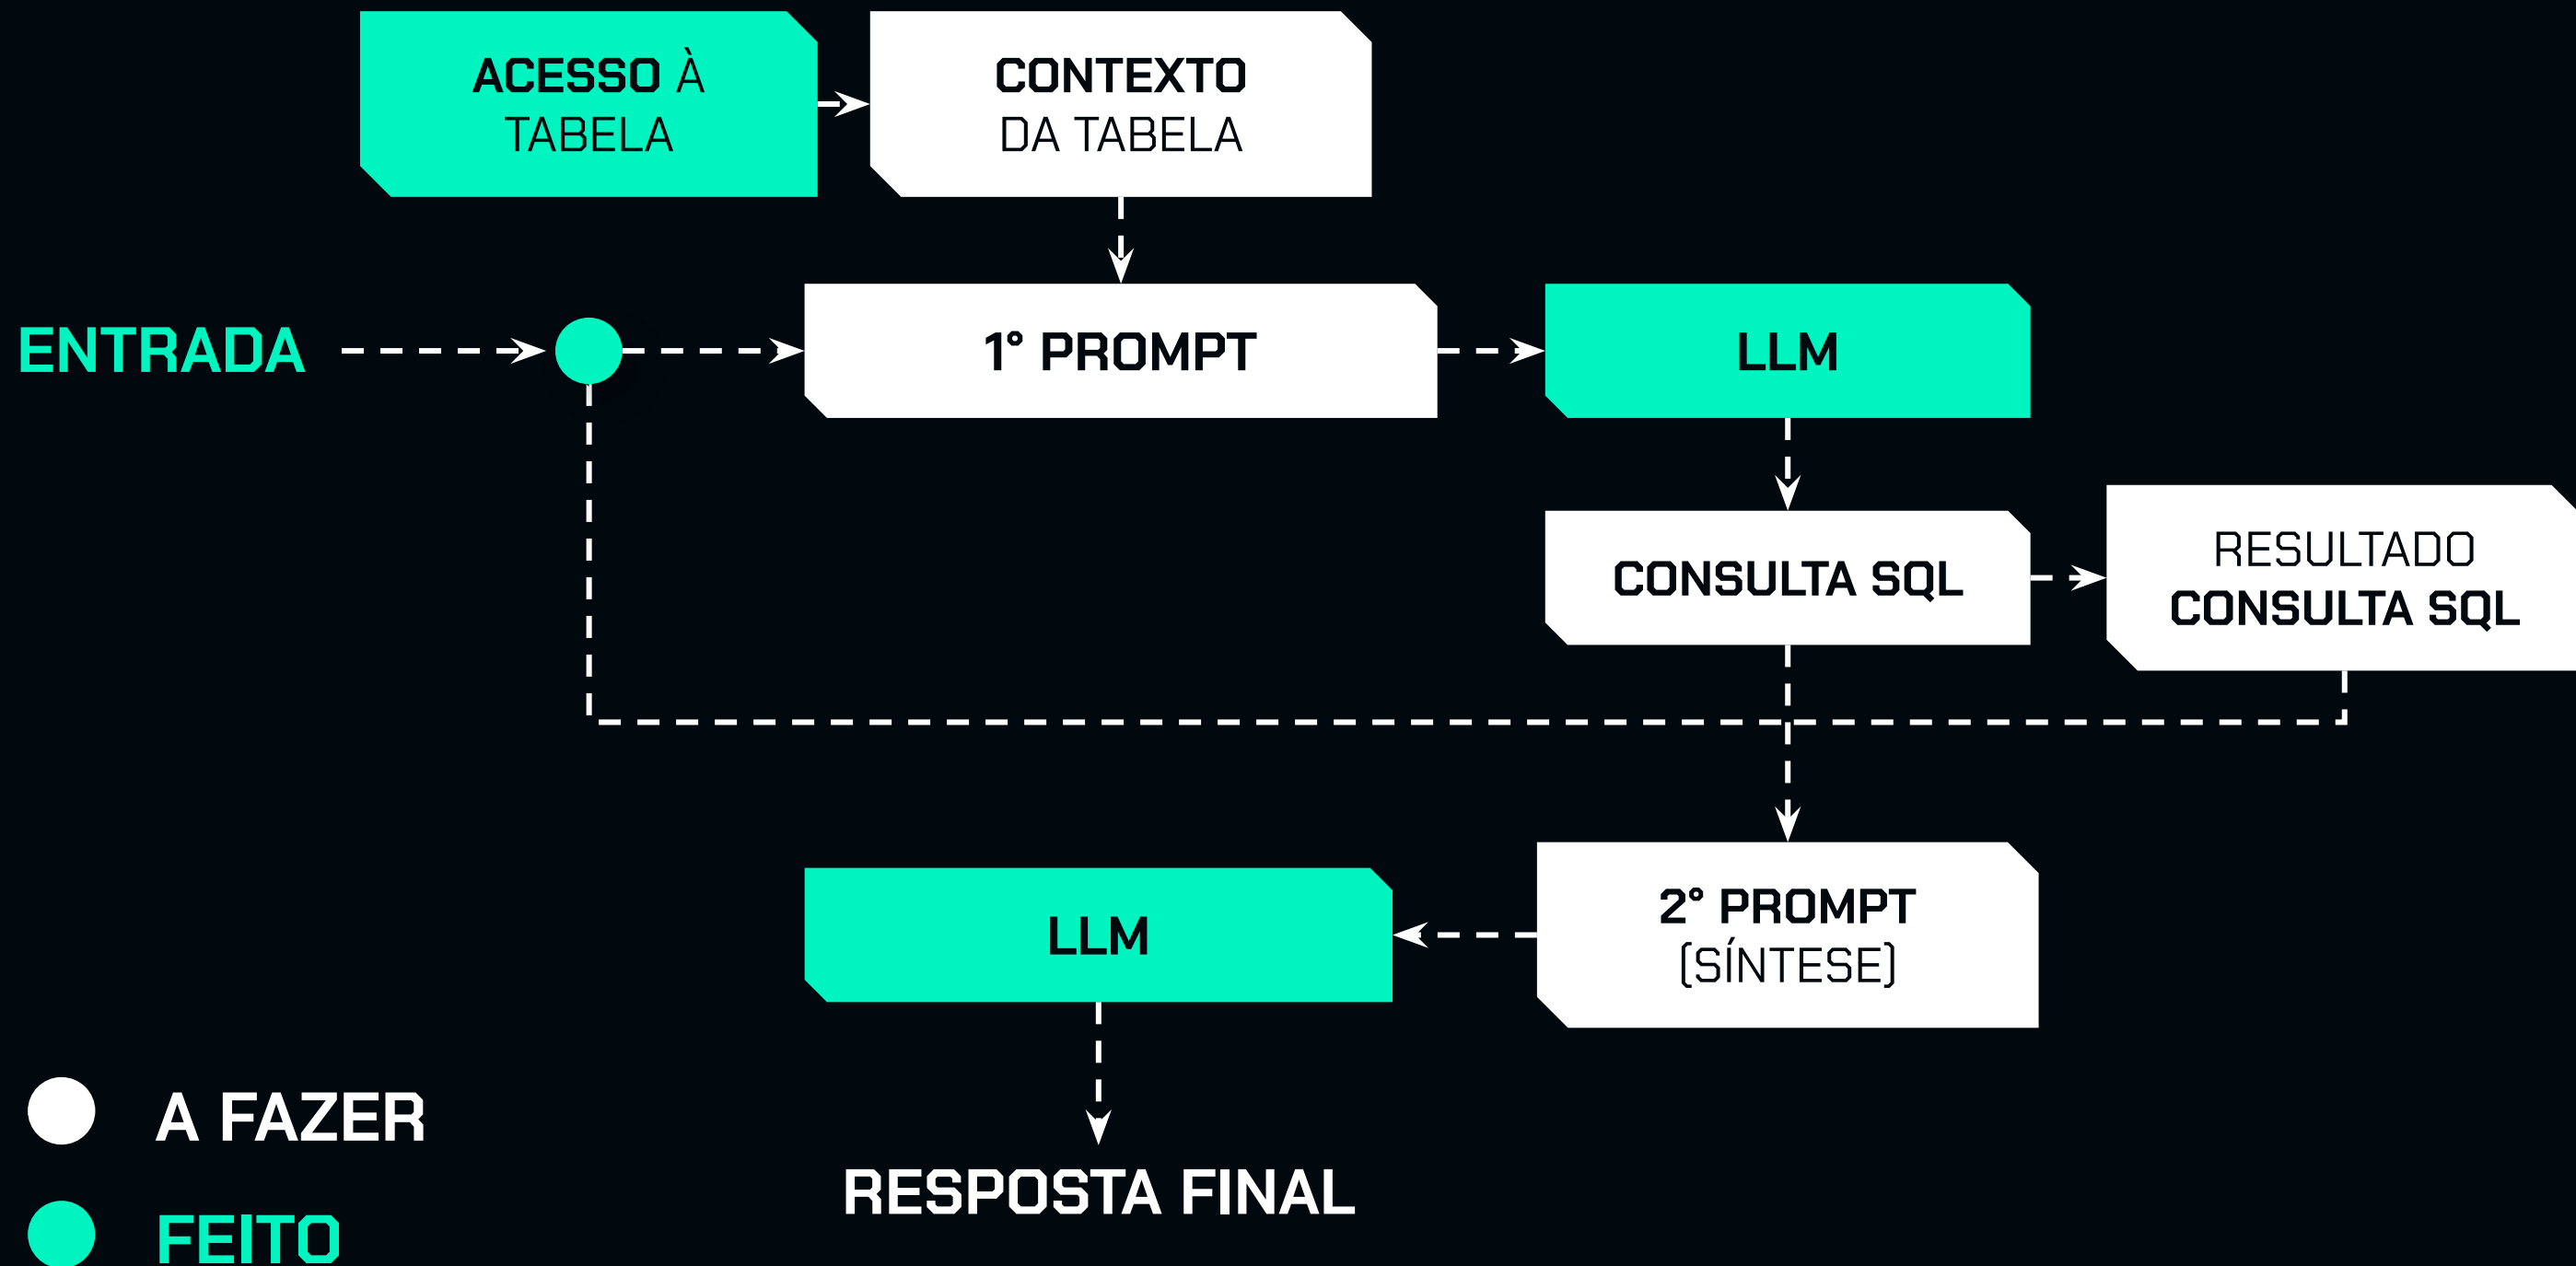 ACESSO À
TABELA
CONTEXTO
DA TABELA
ENTRADA
1° PROMPT
LLM
CONSULTA SQL
RESULTADO
CONSULTA SQL
2° PROMPT
(SÍNTESE)
LLM
RESPOSTA FINAL
A FAZER
FEITO